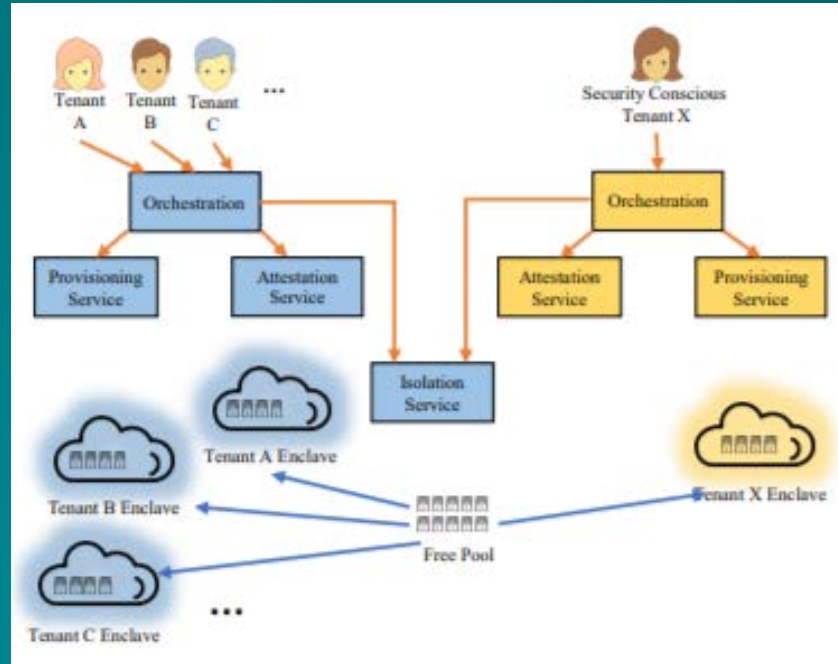 Tenant
A
Tenant
B
Tenant
C
...
Security Conscious
Tenant X
Orchestration
Orchestration
Provisioning
Service
Attestation
Service
Attestation
Service
Provisioning
Service
Isolation
Service
Tenant A Enclave
Tenant B Enclave
Tenant X Enclave
Free Pool
Tenant C Enclave
...